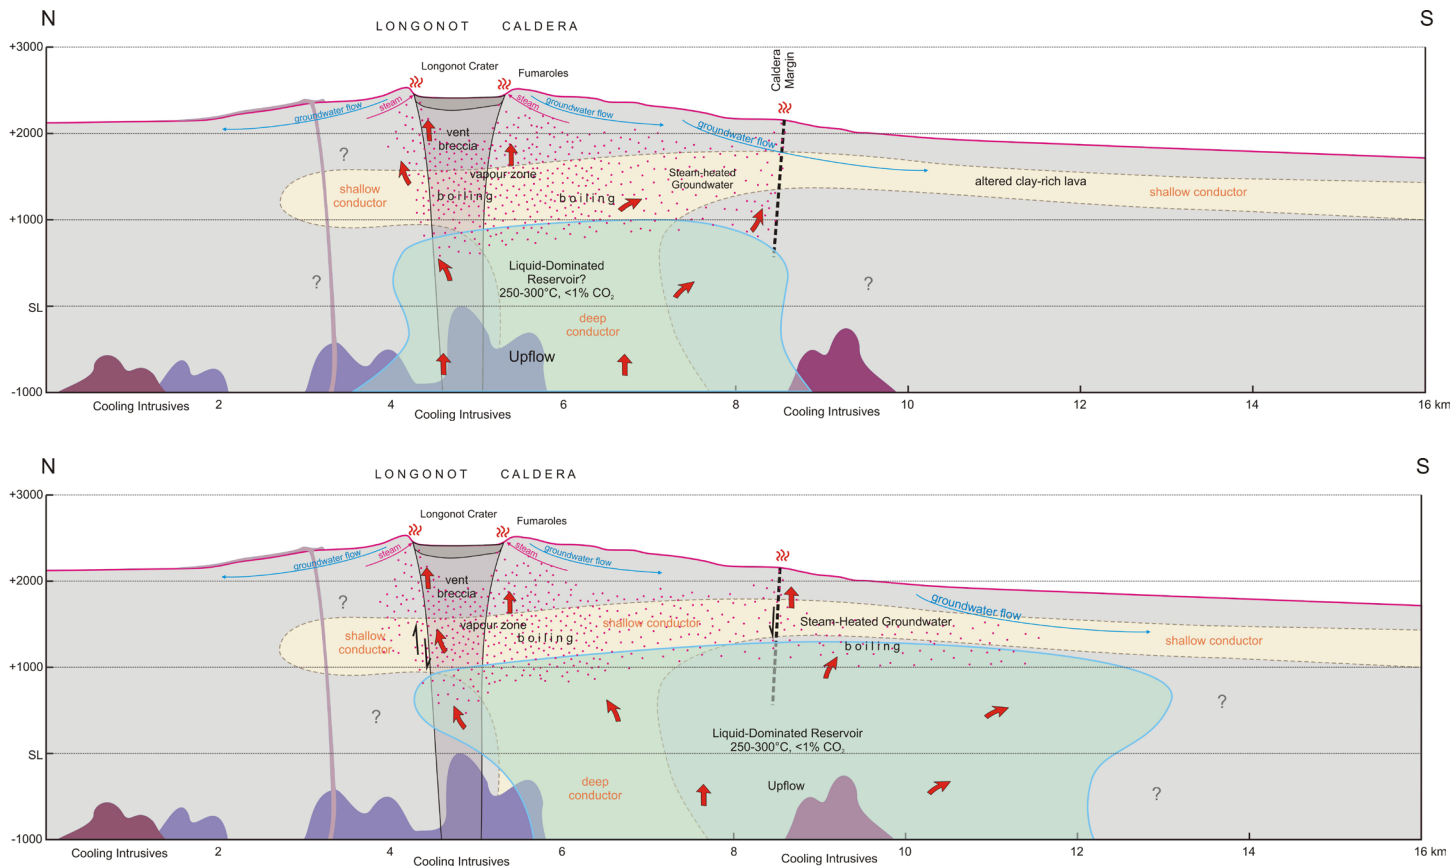 N
S
LONGONOT CALDERA
+3000
Longonot Crater
Fumaroles
Caldera
Margin
groundwater flow
steam
steam
groundwater flow
groundwater flow
+2000
vent
breccia
?
vapour zone
Steam-heated
Groundwater
altered clay-rich lava
shallow
conductor
boiling
boiling
shallow conductor
+1000
Liquid-Dominated
Reservoir?
250-300°C, <1% CO₂
?
?
SL
deep
conductor
Upflow
-1000
Cooling Intrusives
2
4
Cooling Intrusives
6
8
Cooling Intrusives
10
12
14
16 km
N
S
LONGONOT CALDERA
+3000
Longonot Crater
Fumaroles
groundwater flow
steam
steam
groundwater flow
+2000
vent
breccia
?
groundwater flow
vapour zone
shallow conductor
Steam-Heated Groundwater
shallow
conductor
boiling
boiling
shallow conductor
+1000
?
?
Liquid-Dominated Reservoir
250-300°C, <1% CO₂
SL
deep
conductor
Upflow
?
-1000
Cooling Intrusives
2
4
Cooling Intrusives
6
8
Cooling Intrusives
10
12
14
16 km